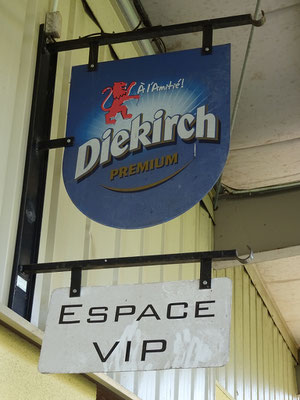 À l'Amitié!
Diekirch
PREMIUM
ESPACE
VIP